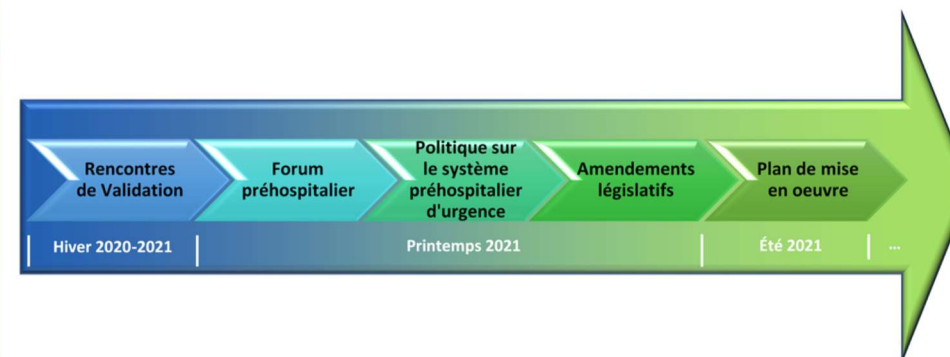 Rencontres
de Validation
Forum
préhospitalier
Politique sur
le système
préhospitalier
d'urgence
Amendements
législatifs
Plan de mise
en oeuvre
Hiver 2020-2021
Printemps 2021
Été 2021
...